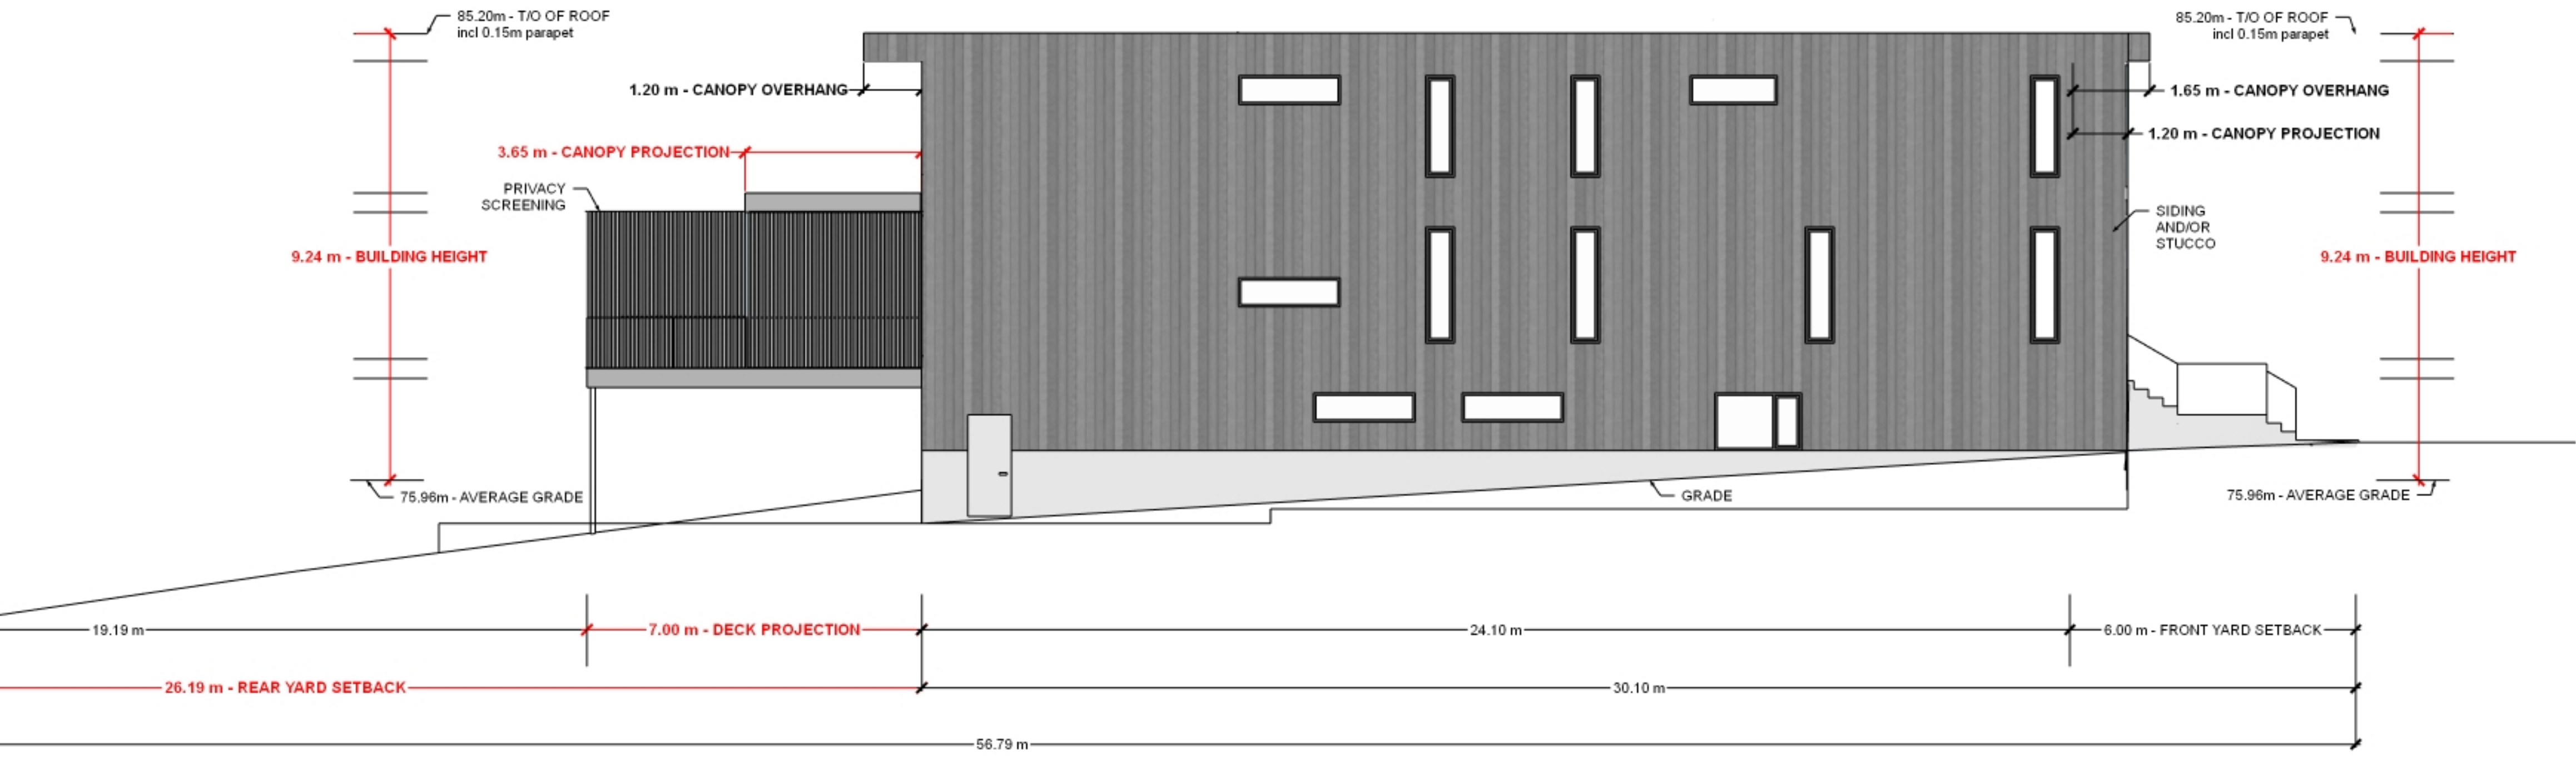 85.20m - T/O OF ROOF
incl 0.15m parapet
85.20m - T/O OF ROOF
incl 0.15m parapet
1.20 m - CANOPY OVERHANG
1.65 m - CANOPY OVERHANG
1.20 m - CANOPY PROJECTION
3.65 m - CANOPY PROJECTION
PRIVACY
SCREENING
SIDING
AND/OR
STUCCO
9.24 m - BUILDING HEIGHT
9.24 m - BUILDING HEIGHT
75.96m - AVERAGE GRADE
GRADE
75.96m - AVERAGE GRADE
19.19 m
7.00 m - DECK PROJECTION
24.10 m
6.00 m - FRONT YARD SETBACK
26.19 m - REAR YARD SETBACK
30.10 m
56.79 m